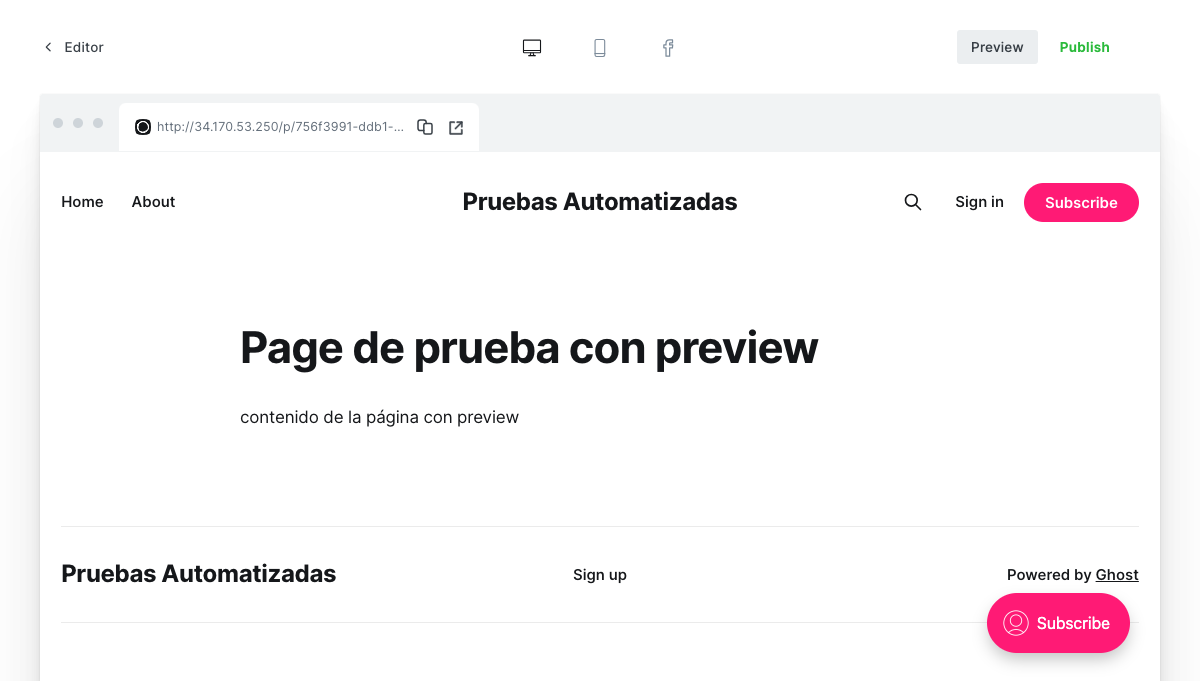 Editor
Preview
Publish
http://34.170.53.250/p/756f3991-ddb1-...
Home
About
Pruebas Automatizadas
Sign in
Subscribe
Page de prueba con preview
contenido de la página con preview
Pruebas Automatizadas
Sign up
Powered by Ghost
Subscribe